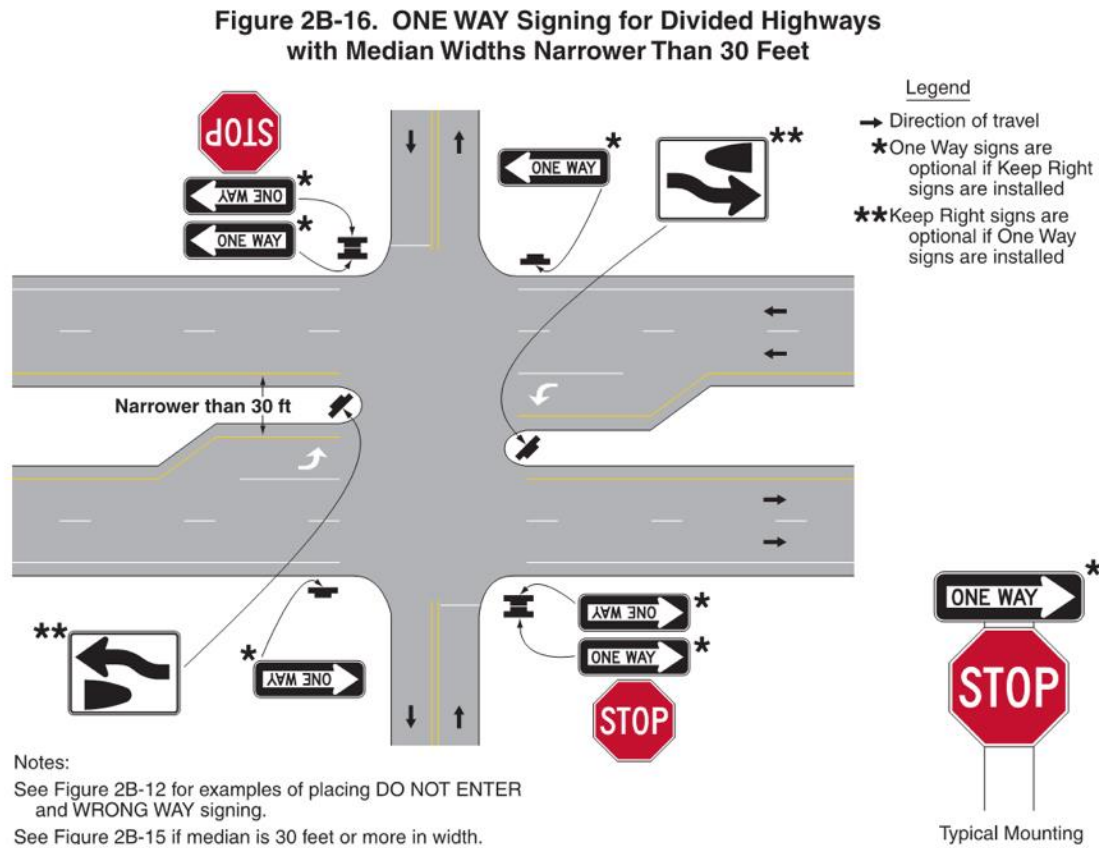 Figure 2B-16. ONE WAY Signing for Divided Highways
with Median Widths Narrower Than 30 Feet
Legend
Direction of travel
*One Way signs are
optional if Keep Right
signs are installed
**Keep Right signs are
optional if One Way
signs are installed
STOP
ONE WAY *
ONE WAY *
ONE WAY *
**
Narrower than 30 ft
**
* ONE WAY
ONE WAY *
ONE WAY *
STOP
ONE WAY *
STOP
Typical Mounting
Notes:
See Figure 2B-12 for examples of placing DO NOT ENTER
and WRONG WAY signing.
See Figure 2B-15 if median is 30 feet or more in width.